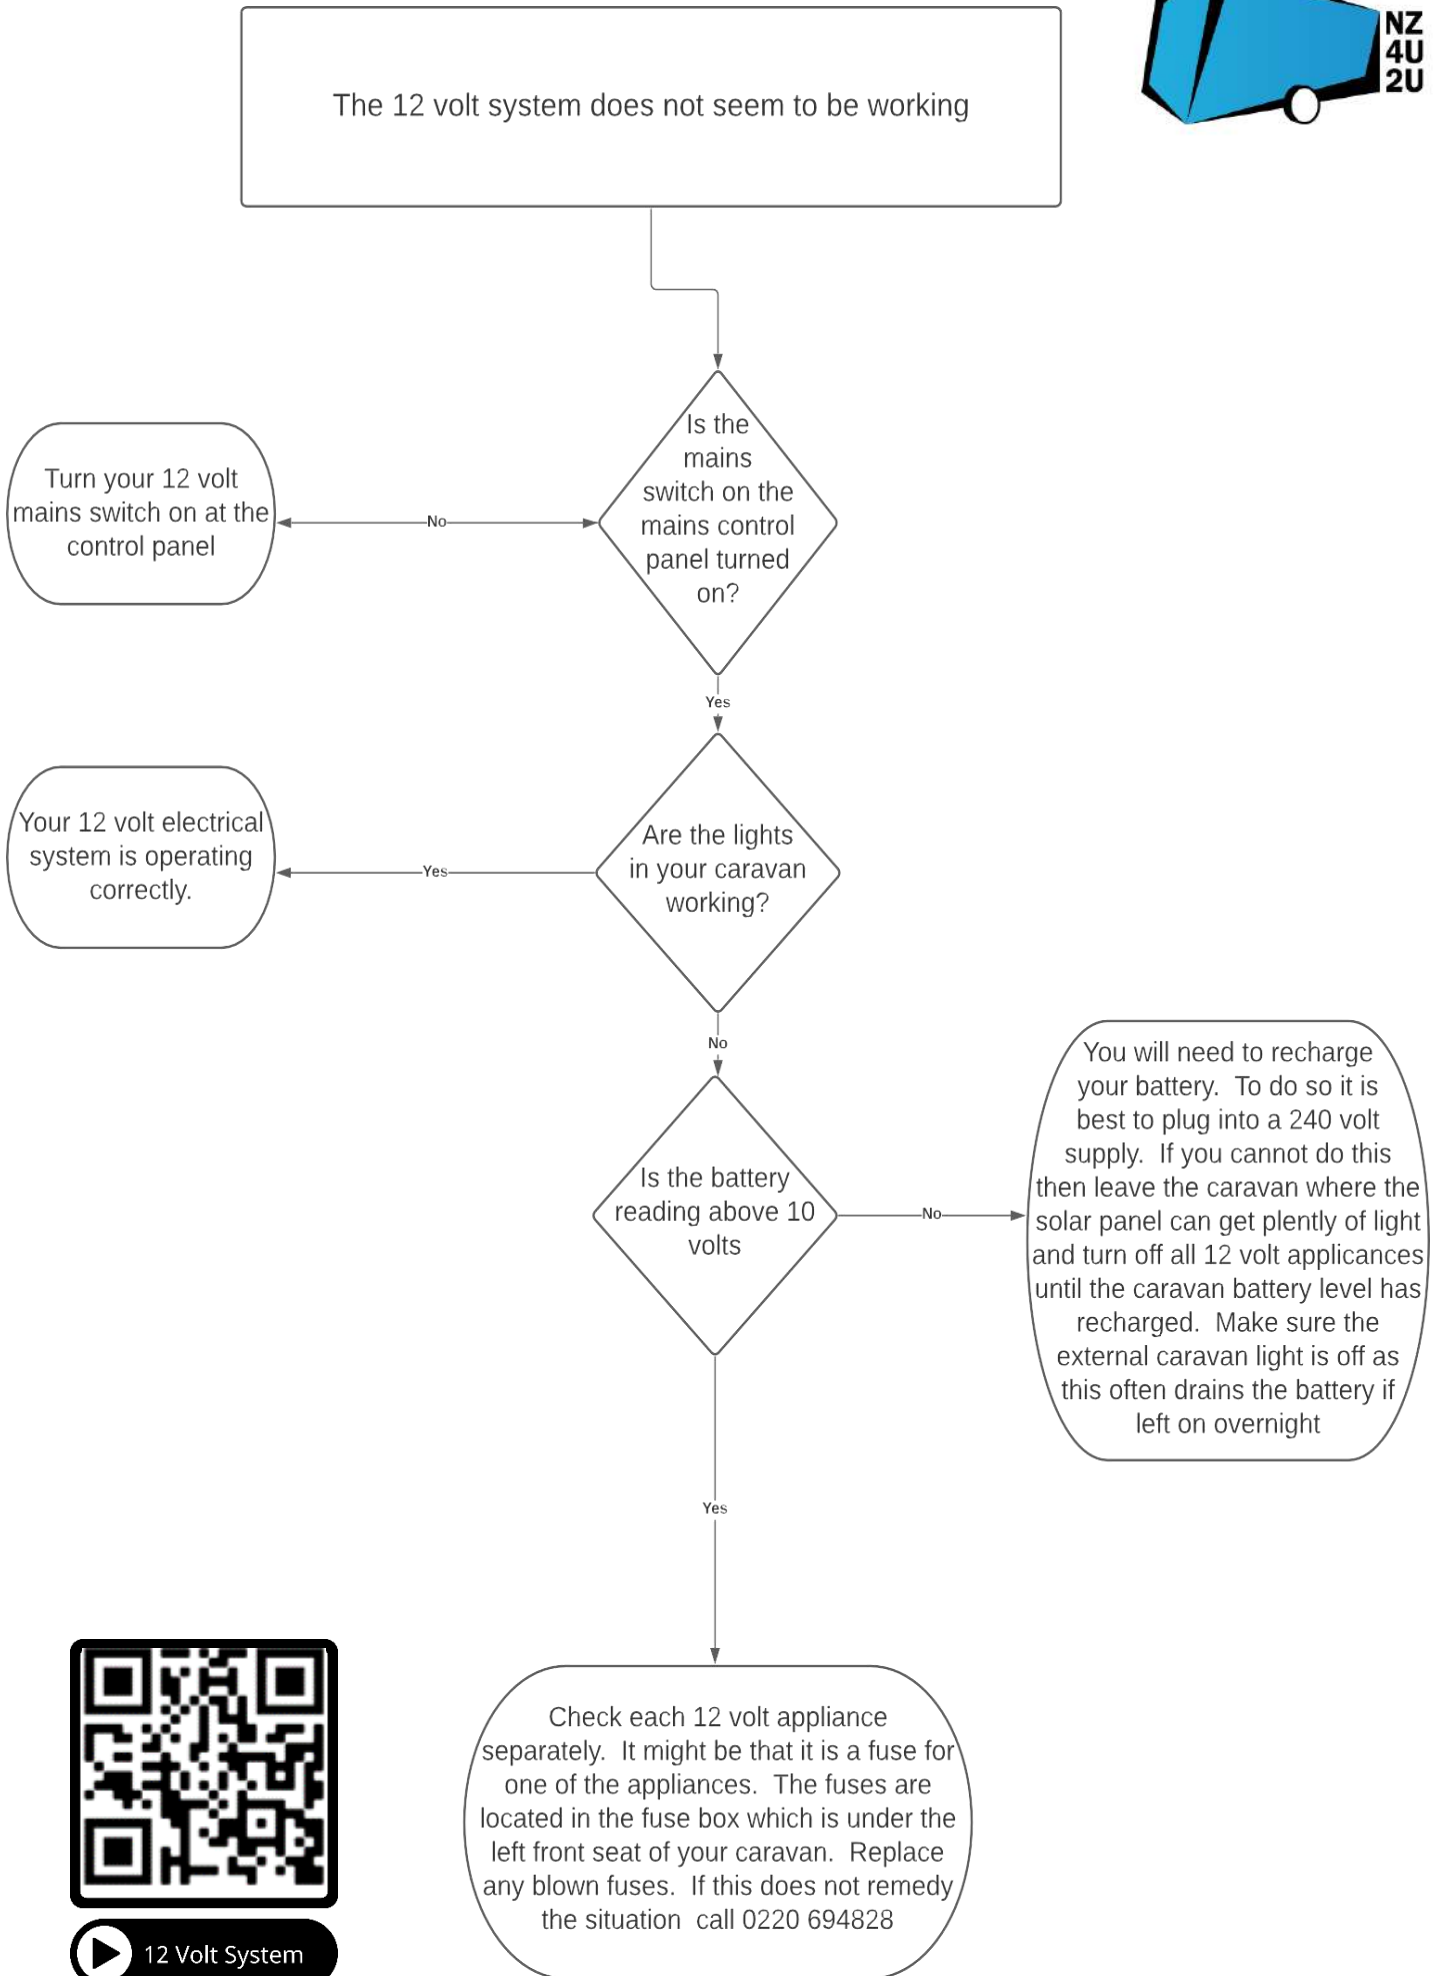 The 12 volt system does not seem to be working
NZ
4U
2U
Is the
mains
switch on the
mains control
panel turned
on?
No
Turn your 12 volt
mains switch on at the
control panel
Yes
Are the lights
in your caravan
working?
Yes
Your 12 volt electrical
system is operating
correctly.
No
Is the battery
reading above 10
volts
No
You will need to recharge
your battery.  To do so it is
best to plug into a 240 volt
supply.  If you cannot do this
then leave the caravan where the
solar panel can get plently of light
and turn off all 12 volt applicances
until the caravan battery level has
recharged.  Make sure the
external caravan light is off as
this often drains the battery if
left on overnight
Yes
Check each 12 volt appliance
separately.  It might be that it is a fuse for
one of the appliances.  The fuses are
located in the fuse box which is under the
left front seat of your caravan.  Replace
any blown fuses.  If this does not remedy
the situation  call 0220 694828
12 Volt System